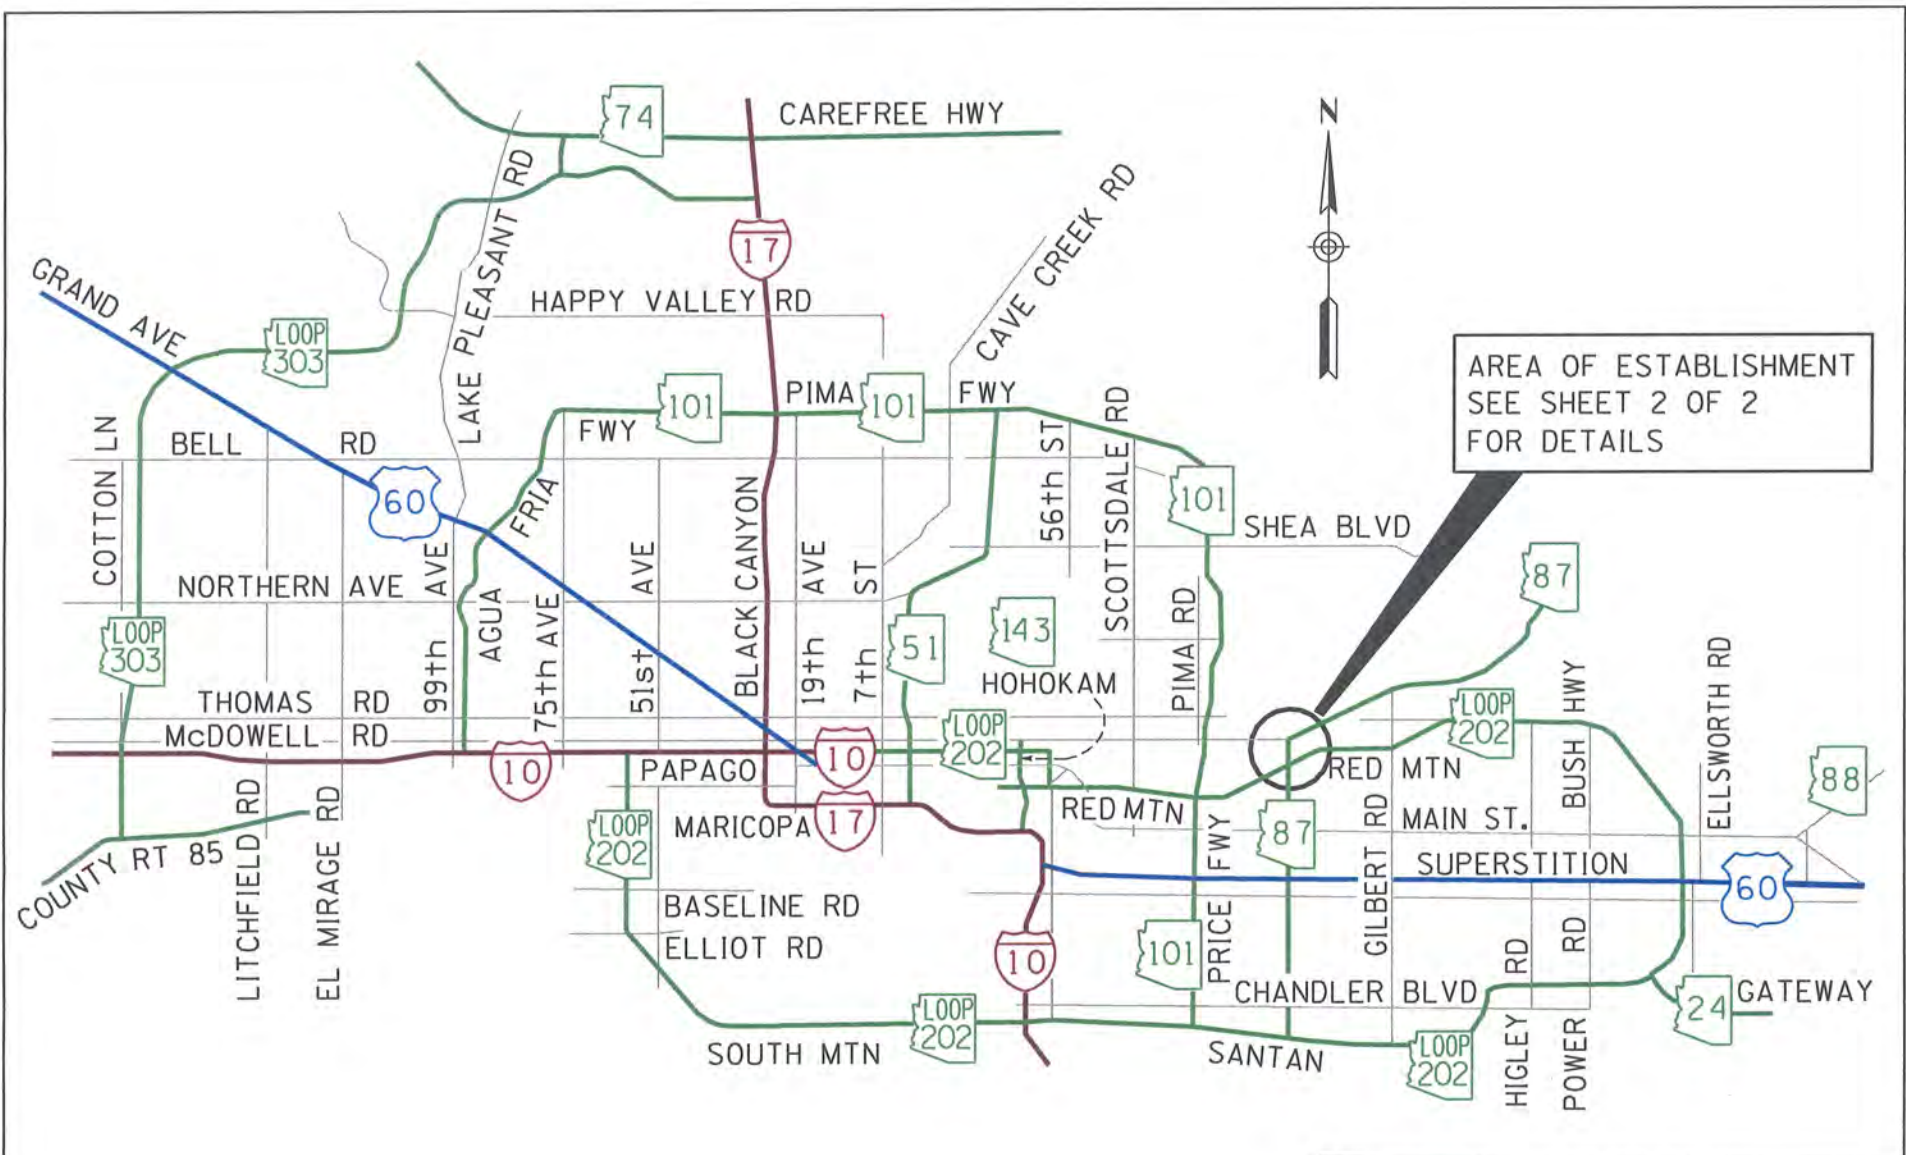 74
CAREFREE HWY
N
LAKE PLEASANT RD
17
CAVE CREEK RD
GRAND AVE
HAPPY VALLEY RD
LOOP
303
AREA OF ESTABLISHMENT
SEE SHEET 2 OF 2
FOR DETAILS
101
PIMA
101
FWY
FWY
COTTON LN
BELL RD
60
FRIA
BLACK CANYON
56th ST
SCOTTSDALE RD
101
SHEA BLVD
NORTHERN AVE
99th AVE
AGUA
75th AVE
51st AVE
19th AVE
7th ST
51
143
PIMA RD
87
LOOP
303
HOHOKAM
BUSH HWY
ELLSWORTH RD
THOMAS RD
McDOWELL RD
10
PAPAGO
10
LOOP
202
LOOP
202
RED MTN
88
LITCHFIELD RD
EL MIRAGE RD
LOOP
202
MARICOPA
17
RED MTN
PRICE FWY
87
GILBERT RD
MAIN ST.
COUNTY RT 85
SUPERSTITION
60
BASELINE RD
ELLIOT RD
10
101
HIGLEY RD
POWER RD
CHANDLER BLVD
24
GATEWAY
LOOP
202
SOUTH MTN
SANTAN
LOOP
202